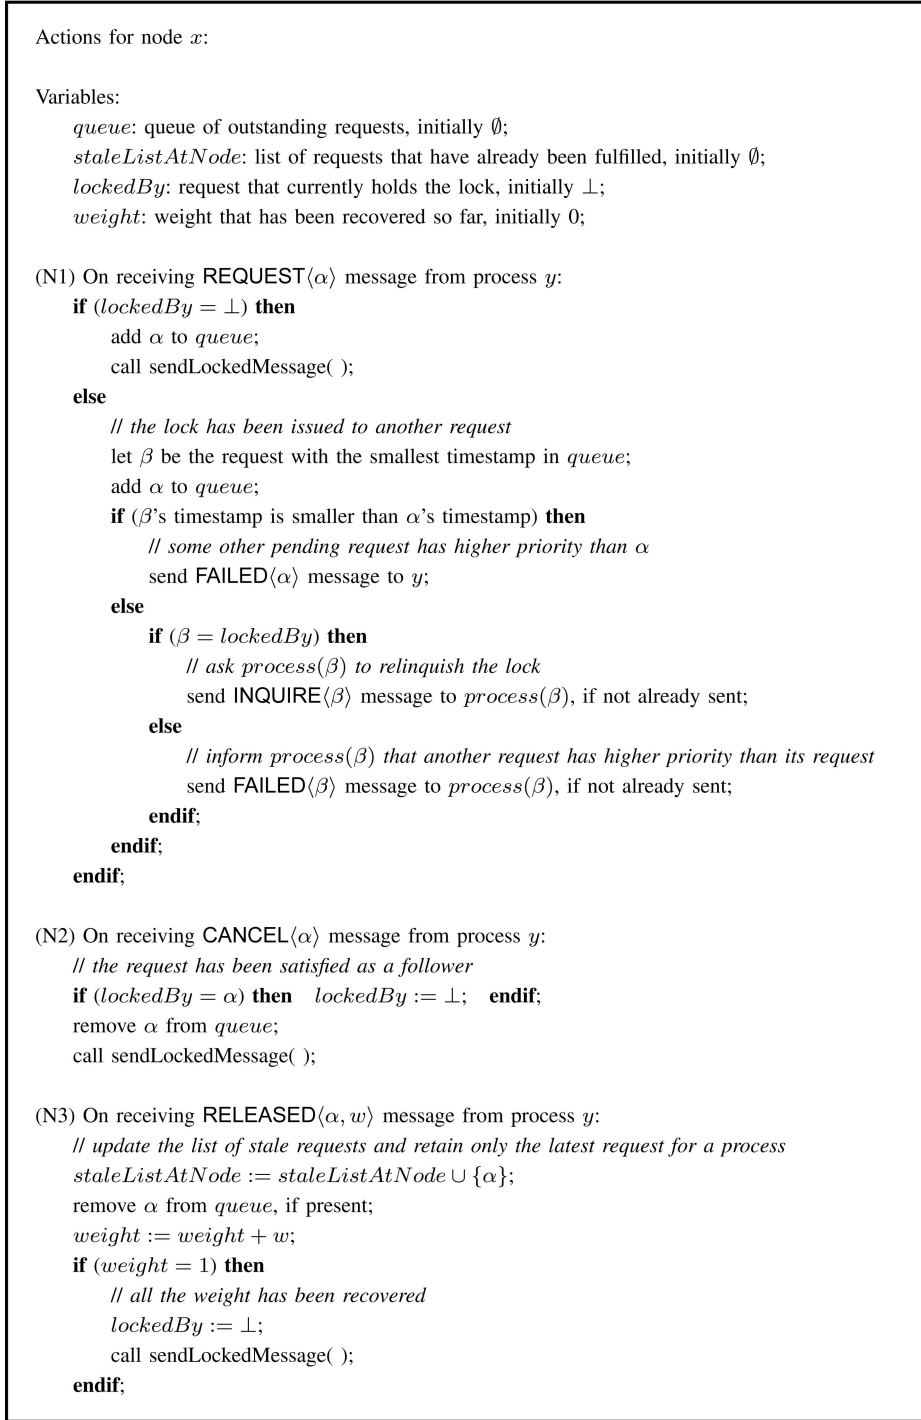 Actions for node x:
Variables:
queue: queue of outstanding requests, initially ∅;
staleListAtNode: list of requests that have already been fulfilled, initially ∅;
lockedBy: request that currently holds the lock, initially ⊥;
weight: weight that has been recovered so far, initially 0;
(N1) On receiving REQUEST⟨α⟩ message from process y:
if (lockedBy = ⊥) then
add α to queue;
call sendLockedMessage( );
else
// the lock has been issued to another request
let β be the request with the smallest timestamp in queue;
add α to queue;
if (β's timestamp is smaller than α's timestamp) then
// some other pending request has higher priority than α
send FAILED⟨α⟩ message to y;
else
if (β = lockedBy) then
// ask process(β) to relinquish the lock
send INQUIRE⟨β⟩ message to process(β), if not already sent;
else
// inform process(β) that another request has higher priority than its request
send FAILED⟨β⟩ message to process(β), if not already sent;
endif;
endif;
endif;
(N2) On receiving CANCEL⟨α⟩ message from process y:
// the request has been satisfied as a follower
if (lockedBy = α) then lockedBy := ⊥; endif;
remove α from queue;
call sendLockedMessage( );
(N3) On receiving RELEASED⟨α, w⟩ message from process y:
// update the list of stale requests and retain only the latest request for a process
staleListAtNode := staleListAtNode ∪ {α};
remove α from queue, if present;
weight := weight + w;
if (weight = 1) then
// all the weight has been recovered
lockedBy := ⊥;
call sendLockedMessage( );
endif;